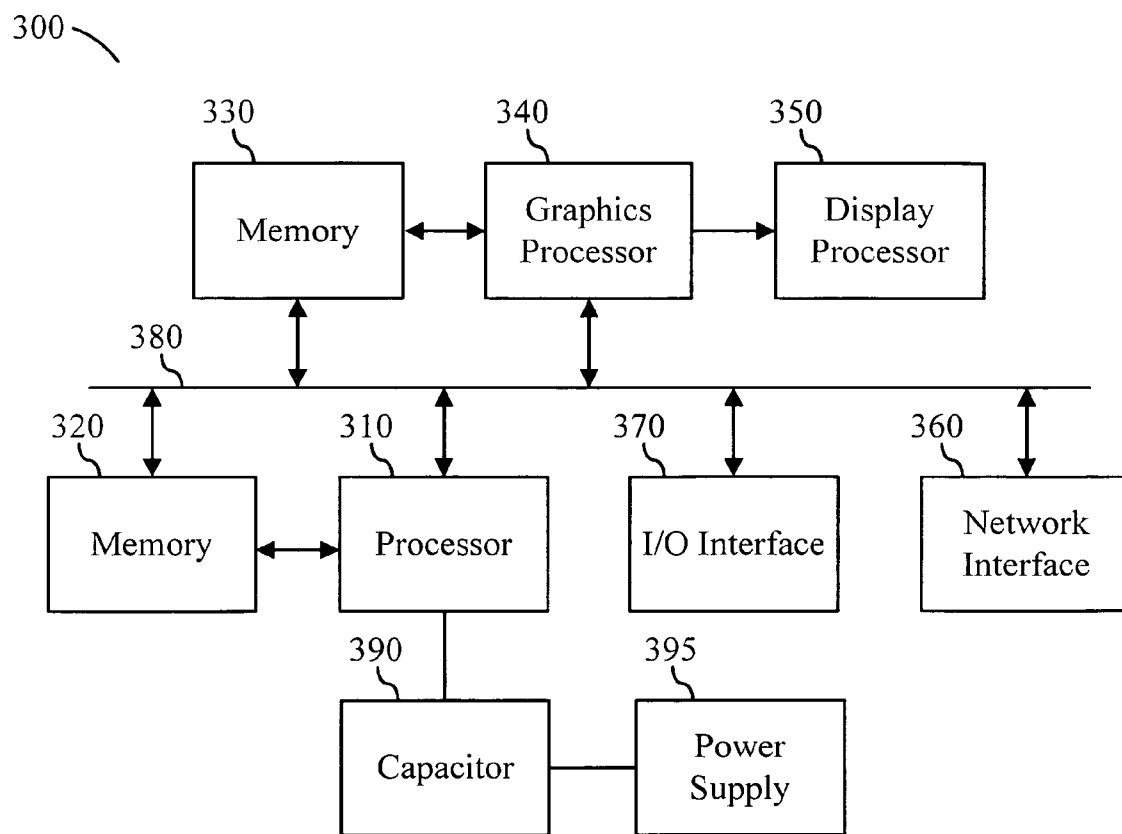 300
330
340
350
Memory
Graphics
Processor
Display
Processor
380
320
310
370
360
Memory
Processor
I/O Interface
Network
Interface
390
395
Capacitor
Power
Supply